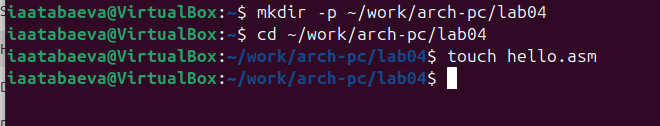 iaatabaeva@VirtualBox:~$ mkdir -p ~/work/arch-pc/lab04
iaatabaeva@VirtualBox:~$ cd ~/work/arch-pc/lab04
iaatabaeva@VirtualBox:~/work/arch-pc/lab04$ touch hello.asm
iaatabaeva@VirtualBox:~/work/arch-pc/lab04$